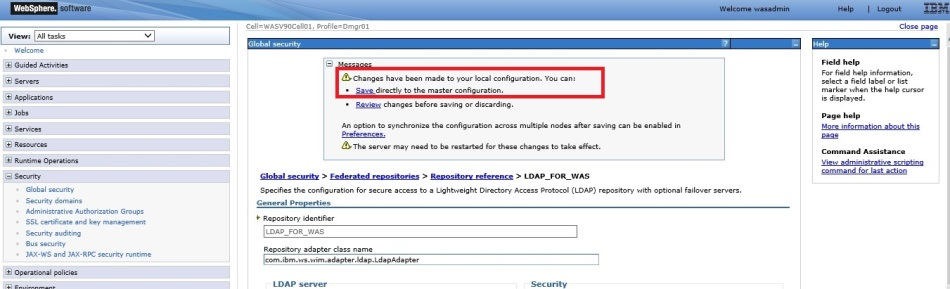 WebSphere. software
Welcome wasadmin
Help | Logout
IBM
View: All tasks
Welcome
Guided Activities
Servers
Applications
Jobs
Services
Resources
Runtime Operations
Security
Global security
Security domains
Administrative Authorization Groups
SSL certificate and key management
Security auditing
Bus security
JAX-WS and JAX-RPC security runtime
Operational policies
Environment
Cell=WASV90Cell01, Profile=Dmgr01
Close page
Global security
?
Messages
Changes have been made to your local configuration. You can:
Save directly to the master configuration.
Review changes before saving or discarding.
An option to synchronize the configuration across multiple nodes after saving can be enabled in
Preferences.
The server may need to be restarted for these changes to take effect.
Global security > Federated repositories > Repository reference > LDAP_FOR_WAS
Specifies the configuration for secure access to a Lightweight Directory Access Protocol (LDAP) repository with optional failover servers.
General Properties
Repository identifier
LDAP_FOR_WAS
Repository adapter class name
com.ibm.ws.wim.adapter.ldap.LdapAdapter
LDAP server
Security
Help
Field help
For field help information,
select a field label or list
marker when the help cursor
is displayed.
Page help
More information about this
page
Command Assistance
View administrative scripting
command for last action